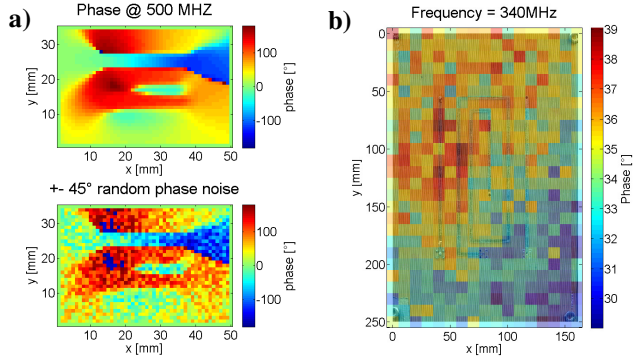 a)
Phase @ 500 MHZ
30
20
10
y [mm]
10 20 30 40 50
x [mm]
100
0
-100
phase [°]
+- 45° random phase noise
30
20
10
y [mm]
10 20 30 40 50
x [mm]
100
0
-100
phase [°]
b)
Frequency = 340MHz
0
50
100
150
200
250
y [mm]
0 50 100 150
x [mm]
39
38
37
36
35
34
33
32
31
30
Phase [°]